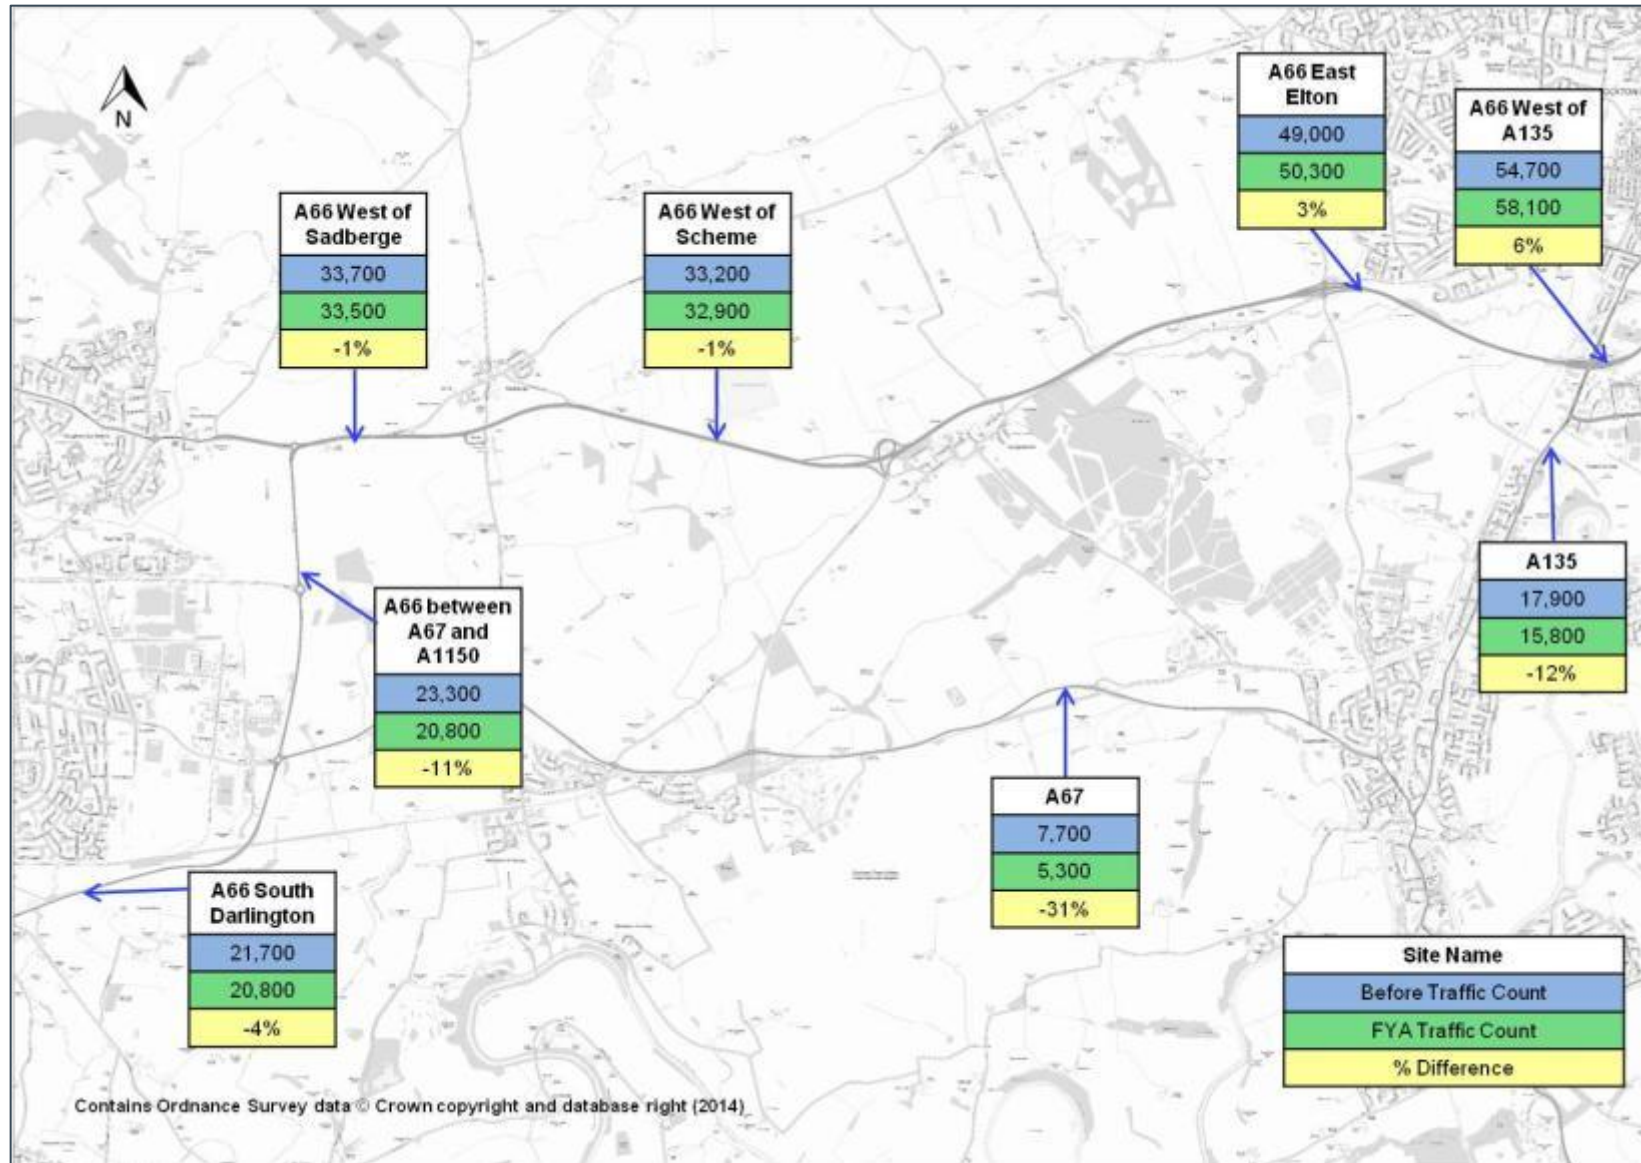 N
A66 West of
Sadberge
33,700
33,500
-1%
A66 West of
Scheme
33,200
32,900
-1%
A66 East
Elton
49,000
50,300
3%
A66 West of
A135
54,700
58,100
6%
A66 between
A67 and
A1150
23,300
20,800
-11%
A135
17,900
15,800
-12%
A67
7,700
5,300
-31%
A66 South
Darlington
21,700
20,800
-4%
Site Name
Before Traffic Count
FYA Traffic Count
% Difference
Contains Ordnance Survey data © Crown copyright and database right (2014)